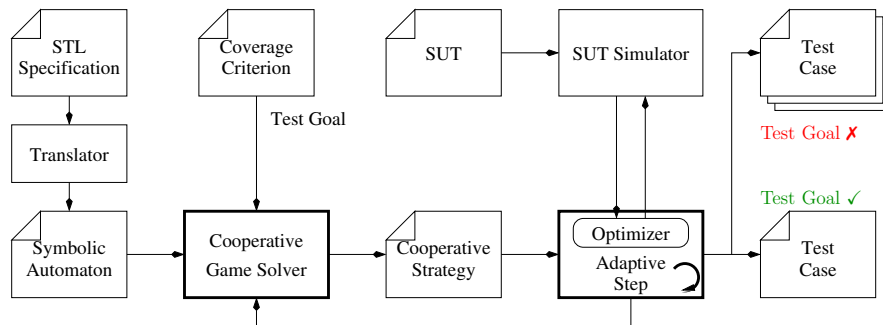 STL
Specification
Coverage
Criterion
SUT
SUT Simulator
Test
Case
Test Goal
Test Goal ✗
Translator
Test Goal ✓
Symbolic
Automaton
Cooperative
Game Solver
Cooperative
Strategy
Optimizer
Adaptive
Step
Test
Case